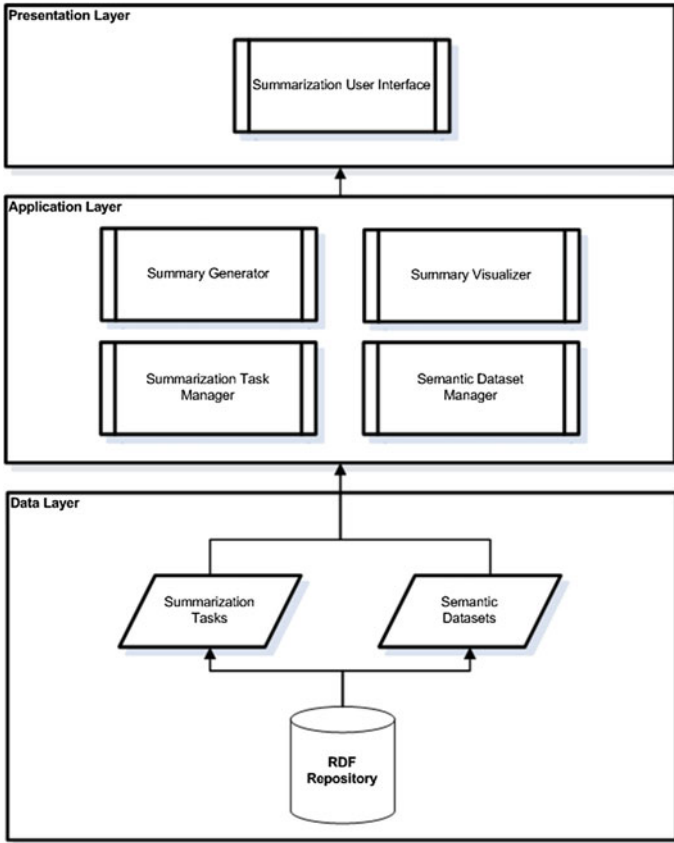 Presentation Layer
Summarization User Interface
Application Layer
Summary Generator
Summary Visualizer
Summarization Task
Manager
Semantic Dataset
Manager
Data Layer
Summarization
Tasks
Semantic
Datasets
RDF
Repository